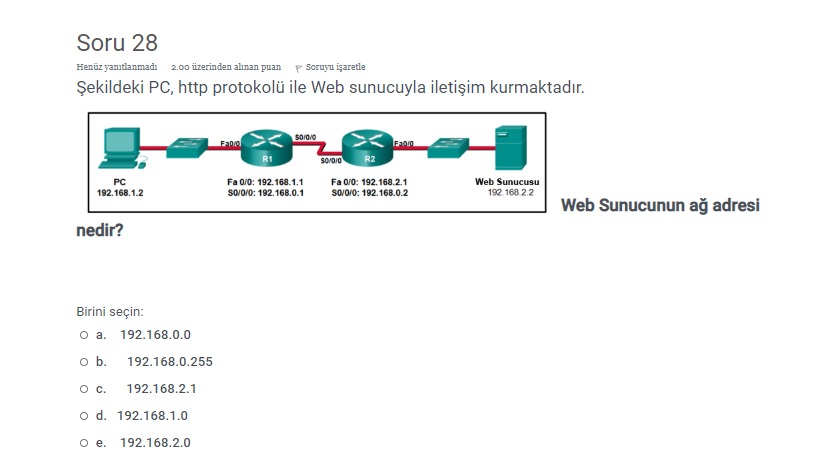 Soru 28
Henüz yanıtlanmadı 2.00 üzerinden alınan puan Soruyu işaretle
Şekildeki PC, http protokolü ile Web sunucuyla iletişim kurmaktadır.
Fa0/0 S0/0/0 S0/0/0 Fa0/0
R1 R2
PC Fa 0/0: 192.168.1.1 Fa 0/0: 192.168.2.1 Web Sunucusu
192.168.1.2 S0/0/0: 192.168.0.1 S0/0/0: 192.168.0.2 192.168.2.2
Web Sunucunun ağ adresi
nedir?
Birini seçin:
a. 192.168.0.0
b. 192.168.0.255
c. 192.168.2.1
d. 192.168.1.0
e. 192.168.2.0